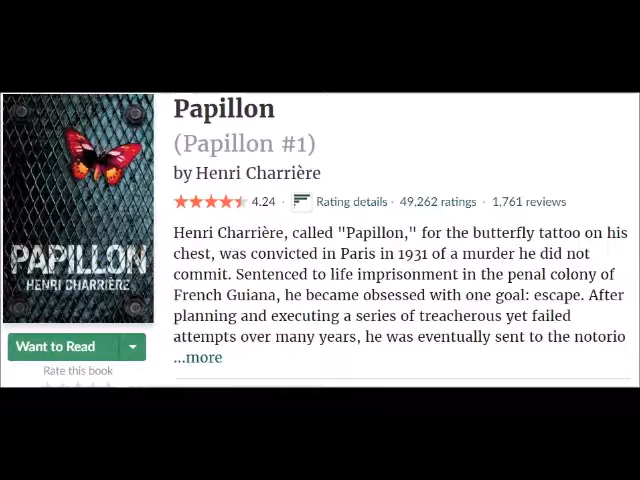 Papillon
(Papillon #1)
by Henri Charrière
4.24 · Rating details · 49,262 ratings · 1,761 reviews
Henri Charrière, called "Papillon," for the butterfly tattoo on his
chest, was convicted in Paris in 1931 of a murder he did not
commit. Sentenced to life imprisonment in the penal colony of
French Guiana, he became obsessed with one goal: escape. After
planning and executing a series of treacherous yet failed
attempts over many years, he was eventually sent to the notorio
...more
PAPILLON
HENRI CHARRIÈRE
Want to Read
Rate this book